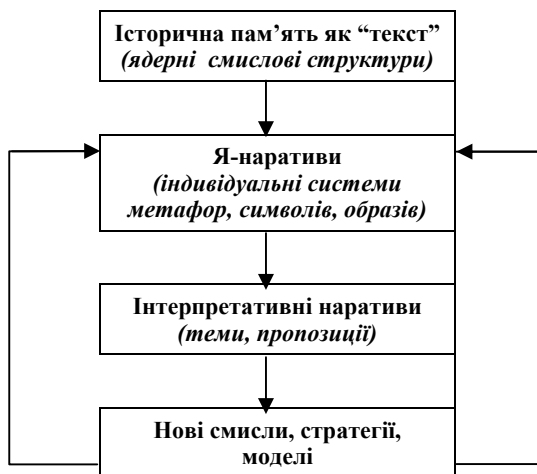 Історична пам’ять як “текст”
(ядерні смислові структури)
Я-наративи
(індивідуальні системи
метафор, символів, образів)
Інтерпретативні наративи
(теми, пропозиції)
Нові смисли, стратегії,
моделі